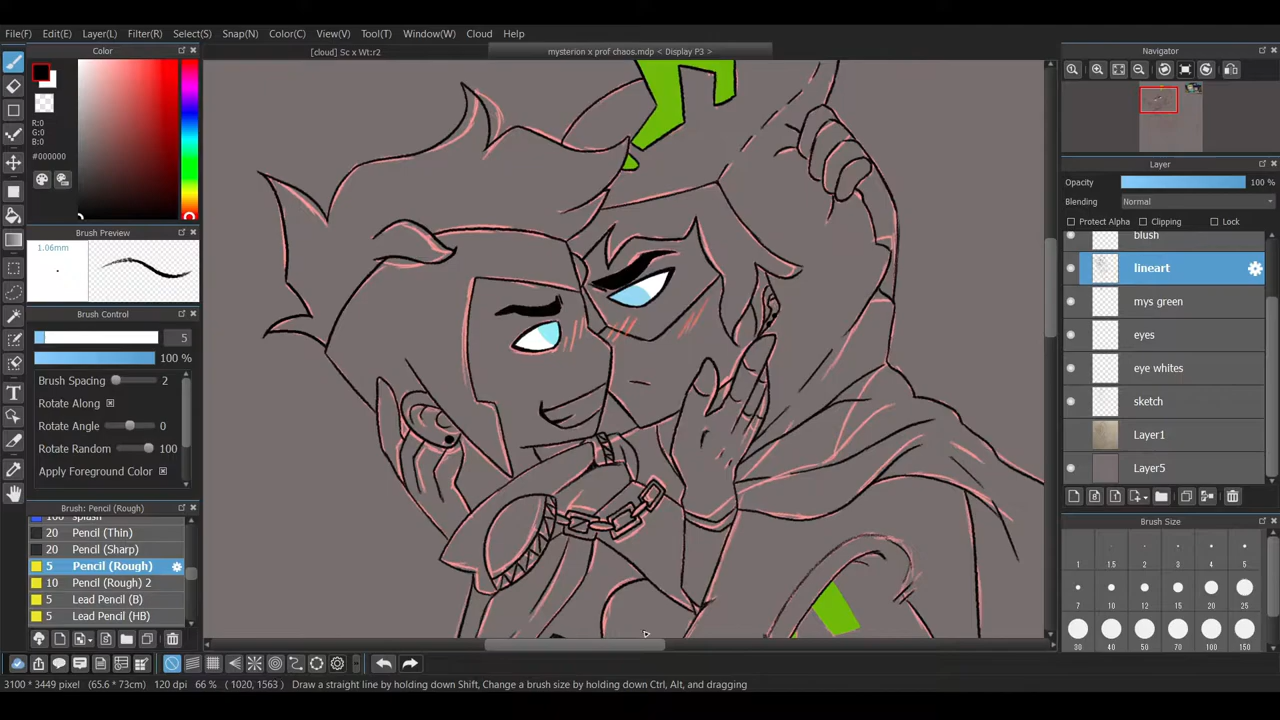 File(F) Edit(E) Layer(L) Filter(R) Select(S) Snap(N) Color(C) View(V) Tool(T) Window(W) Cloud Help
Color
[cloud] Sc x Wt:r2
mysterion x prof chaos.mdp < Display P3 >
Navigator
R:0
G:0
B:0
#000000
Brush Preview
1.06mm
Brush Control
5
100 %
Brush Spacing 2
Rotate Along
Rotate Angle 0
Rotate Random 100
Apply Foreground Color
Brush: Pencil (Rough)
100 splash
20 Pencil (Thin)
20 Pencil (Sharp)
5 Pencil (Rough)
10 Pencil (Rough) 2
5 Lead Pencil (B)
5 Lead Pencil (HB)
Layer
Opacity 100 %
Blending Normal
Protect Alpha Clipping Lock
blush
lineart
mys green
eyes
eye whites
sketch
Layer1
Layer5
Brush Size
1 1.5 2 3 4 5
7 10 12 15 20 25
30 40 50 70 100 150
3100 * 3449 pixel (65.6 * 73cm) 120 dpi 66 % ( 1020, 1563) Draw a straight line by holding down Shift, Change a brush size by holding down Ctrl, Alt, and dragging